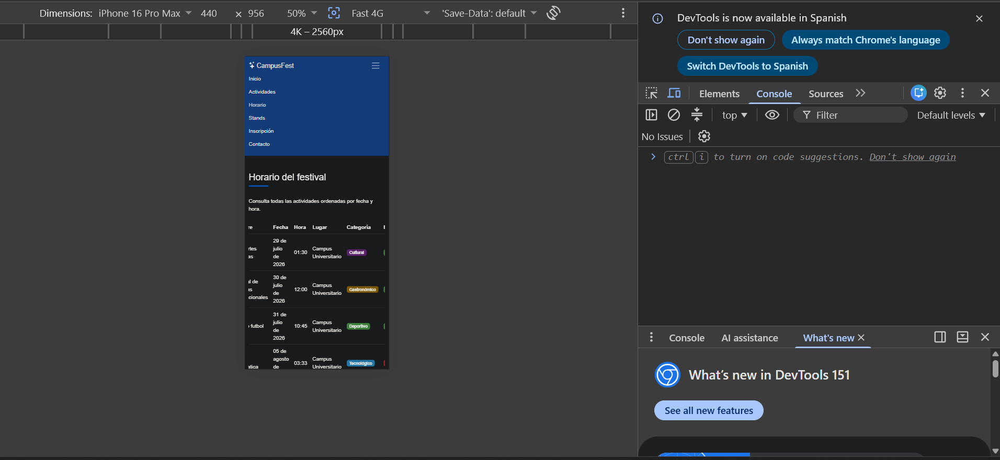 Dimensions: iPhone 16 Pro Max 440 × 956 50% Fast 4G 'Save-Data': default
4K – 2560px
CampusFest
Inicio
Actividades
Horario
Stands
Inscripción
Contacto
Horario del festival
Consulta todas las actividades ordenadas por fecha y
hora.
re Fecha Hora Lugar Categoría
rtes
as
29 de
julio
de
2026
01:30
Campus
Universitario
Cultural
al de
as
cionales
30 de
julio
de
2026
12:00
Campus
Universitario
Gastronómico
futbol
31 de
julio
de
2026
10:45
Campus
Universitario
Deportivo
ática
05 de
agosto
de
03:33
Campus
Universitario
Tecnológico
DevTools is now available in Spanish
Don't show again Always match Chrome's language
Switch DevTools to Spanish
Elements Console Sources
top Filter Default levels
No Issues
ctrl i to turn on code suggestions. Don't show again
Console AI assistance What's new
What's new in DevTools 151
See all new features